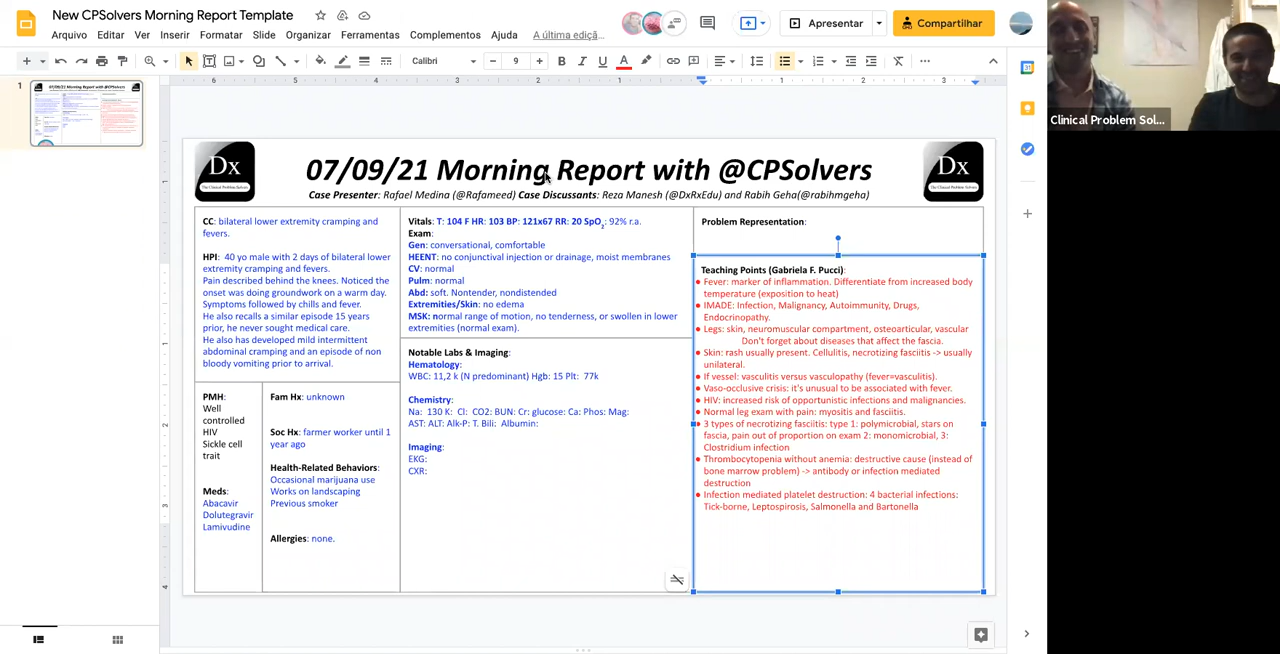 New CPSolvers Morning Report Template
Arquivo Editar Ver Inserir Formatar Slide Organizar Ferramentas Complementos Ajuda A última ediçã...
Apresentar
Compartilhar
Calibri
9
1
07/09/21 Morning Report with @CPSolvers
Case Presenter: Rafael Medina (@Rafameed) Case Discussants: Reza Manesh (@DxRxEdu) and Rabih Geha(@rabihmgeha)
Dx
The Clinical Problem Solvers
Dx
The Clinical Problem Solvers
CC: bilateral lower extremity cramping and
fevers.
HPI: 40 yo male with 2 days of bilateral lower
extremity cramping and fevers.
Pain described behind the knees. Noticed the
onset was doing groundwork on a warm day.
Symptoms followed by chills and fever.
He also recalls a similar episode 15 years
prior, he never sought medical care.
He also has developed mild intermittent
abdominal cramping and an episode of non
bloody vomiting prior to arrival.
PMH:
Well
controlled
HIV
Sickle cell
trait
Meds:
Abacavir
Dolutegravir
Lamivudine
Fam Hx: unknown
Soc Hx: farmer worker until 1
year ago
Health-Related Behaviors:
Occasional marijuana use
Works on landscaping
Previous smoker
Allergies: none.
Vitals: T: 104 F HR: 103 BP: 121x67 RR: 20 SpO2: 92% r.a.
Exam:
Gen: conversational, comfortable
HEENT: no conjunctival injection or drainage, moist membranes
CV: normal
Pulm: normal
Abd: soft. Nontender, nondistended
Extremities/Skin: no edema
MSK: normal range of motion, no tenderness, or swollen in lower
extremities (normal exam).
Notable Labs & Imaging:
Hematology:
WBC: 11,2 k (N predominant) Hgb: 15 Plt: 77k
Chemistry:
Na: 130 K: Cl: CO2: BUN: Cr: glucose: Ca: Phos: Mag:
AST: ALT: Alk-P: T. Bili: Albumin:
Imaging:
EKG:
CXR:
Problem Representation:
Teaching Points (Gabriela F. Pucci):
● Fever: marker of inflammation. Differentiate from increased body
temperature (exposition to heat)
● IMADE: Infection, Malignancy, Autoimmunity, Drugs,
Endocrinopathy.
● Legs: skin, neuromuscular compartment, osteoarticular, vascular
Don't forget about diseases that affect the fascia.
● Skin: rash usually present. Cellulitis, necrotizing fasciitis -> usually
unilateral.
● If vessel: vasculitis versus vasculopathy (fever=vasculitis).
● Vaso-occlusive crisis: it's unusual to be associated with fever.
● HIV: increased risk of opportunistic infections and malignancies.
● Normal leg exam with pain: myositis and fasciitis.
● 3 types of necrotizing fasciitis: type 1: polymicrobial, stars on
fascia, pain out of proportion on exam 2: monomicrobial, 3:
Clostridium infection
● Thrombocytopenia without anemia: destructive cause (instead of
bone marrow problem) -> antibody or infection mediated
destruction
● Infection mediated platelet destruction: 4 bacterial infections:
Tick-borne, Leptospirosis, Salmonella and Bartonella
Clinical Problem Sol...